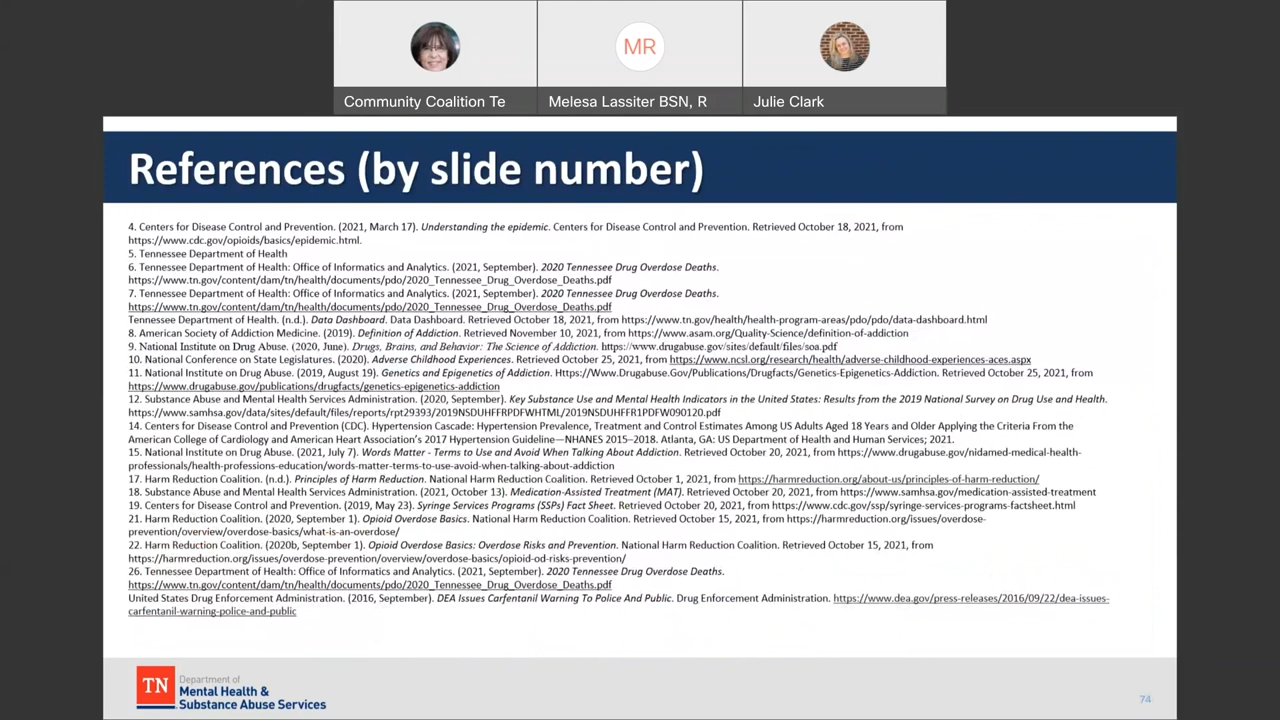 MR
Community Coalition Te
Melesa Lassiter BSN, R
Julie Clark
References (by slide number)
4. Centers for Disease Control and Prevention. (2021, March 17). Understanding the epidemic. Centers for Disease Control and Prevention. Retrieved October 18, 2021, from
https://www.cdc.gov/opioids/basics/epidemic.html.
5. Tennessee Department of Health
6. Tennessee Department of Health: Office of Informatics and Analytics. (2021, September). 2020 Tennessee Drug Overdose Deaths.
https://www.tn.gov/content/dam/tn/health/documents/pdo/2020_Tennessee_Drug_Overdose_Deaths.pdf
7. Tennessee Department of Health: Office of Informatics and Analytics. (2021, September). 2020 Tennessee Drug Overdose Deaths.
https://www.tn.gov/content/dam/tn/health/documents/pdo/2020_Tennessee_Drug_Overdose_Deaths.pdf
Tennessee Department of Health. (n.d.). Data Dashboard. Data Dashboard. Retrieved October 18, 2021, from https://www.tn.gov/health/health-program-areas/pdo/pdo/data-dashboard.html
8. American Society of Addiction Medicine. (2019). Definition of Addiction. Retrieved November 10, 2021, from https://www.asam.org/Quality-Science/definition-of-addiction
9. National Institute on Drug Abuse. (2020, June). Drugs, Brains, and Behavior: The Science of Addiction. https://www.drugabuse.gov/sites/default/files/soa.pdf
10. National Conference on State Legislatures. (2020). Adverse Childhood Experiences. Retrieved October 25, 2021, from https://www.ncsl.org/research/health/adverse-childhood-experiences-aces.aspx
11. National Institute on Drug Abuse. (2019, August 19). Genetics and Epigenetics of Addiction. Https://Www.Drugabuse.Gov/Publications/Drugfacts/Genetics-Epigenetics-Addiction. Retrieved October 25, 2021, from
https://www.drugabuse.gov/publications/drugfacts/genetics-epigenetics-addiction
12. Substance Abuse and Mental Health Services Administration. (2020, September). Key Substance Use and Mental Health Indicators in the United States: Results from the 2019 National Survey on Drug Use and Health.
https://www.samhsa.gov/data/sites/default/files/reports/rpt29393/2019NSDUHFFRPDFWHTML/2019NSDUHFFR1PDFW090120.pdf
14. Centers for Disease Control and Prevention (CDC). Hypertension Cascade: Hypertension Prevalence, Treatment and Control Estimates Among US Adults Aged 18 Years and Older Applying the Criteria From the
American College of Cardiology and American Heart Association's 2017 Hypertension Guideline—NHANES 2015–2018. Atlanta, GA: US Department of Health and Human Services; 2021.
15. National Institute on Drug Abuse. (2021, July 7). Words Matter - Terms to Use and Avoid When Talking About Addiction. Retrieved October 20, 2021, from https://www.drugabuse.gov/nidamed-medical-health-
professionals/health-professions-education/words-matter-terms-to-use-avoid-when-talking-about-addiction
17. Harm Reduction Coalition. (n.d.). Principles of Harm Reduction. National Harm Reduction Coalition. Retrieved October 1, 2021, from https://harmreduction.org/about-us/principles-of-harm-reduction/
18. Substance Abuse and Mental Health Services Administration. (2021, October 13). Medication-Assisted Treatment (MAT). Retrieved October 20, 2021, from https://www.samhsa.gov/medication-assisted-treatment
19. Centers for Disease Control and Prevention. (2019, May 23). Syringe Services Programs (SSPs) Fact Sheet. Retrieved October 20, 2021, from https://www.cdc.gov/ssp/syringe-services-programs-factsheet.html
21. Harm Reduction Coalition. (2020, September 1). Opioid Overdose Basics. National Harm Reduction Coalition. Retrieved October 15, 2021, from https://harmreduction.org/issues/overdose-
prevention/overview/overdose-basics/what-is-an-overdose/
22. Harm Reduction Coalition. (2020b, September 1). Opioid Overdose Basics: Overdose Risks and Prevention. National Harm Reduction Coalition. Retrieved October 15, 2021, from
https://harmreduction.org/issues/overdose-prevention/overview/overdose-basics/opioid-od-risks-prevention/
26. Tennessee Department of Health: Office of Informatics and Analytics. (2021, September). 2020 Tennessee Drug Overdose Deaths.
https://www.tn.gov/content/dam/tn/health/documents/pdo/2020_Tennessee_Drug_Overdose_Deaths.pdf
United States Drug Enforcement Administration. (2016, September). DEA Issues Carfentanil Warning To Police And Public. Drug Enforcement Administration. https://www.dea.gov/press-releases/2016/09/22/dea-issues-
carfentanil-warning-police-and-public
TN
Department of
Mental Health &
Substance Abuse Services
74